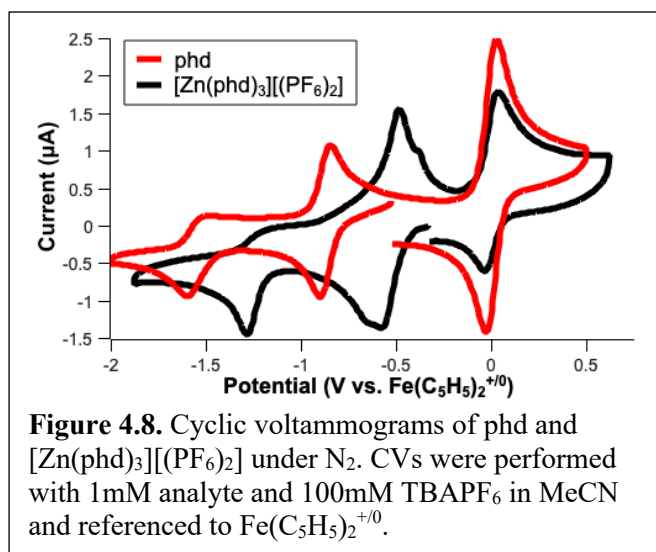 2.5
2
1.5
1
0.5
0
-0.5
-1
-1.5
Current (µA)
phd
[Zn(phd)₃][(PF₆)₂]
-2 -1.5 -1 -0.5 0 0.5
Potential (V vs. Fe(C₅H₅)₂⁺/⁰)
Figure 4.8. Cyclic voltammograms of phd and
[Zn(phd)₃][(PF₆)₂] under N₂. CVs were performed
with 1mM analyte and 100mM TBAPF₆ in MeCN
and referenced to Fe(C₅H₅)₂⁺/⁰.